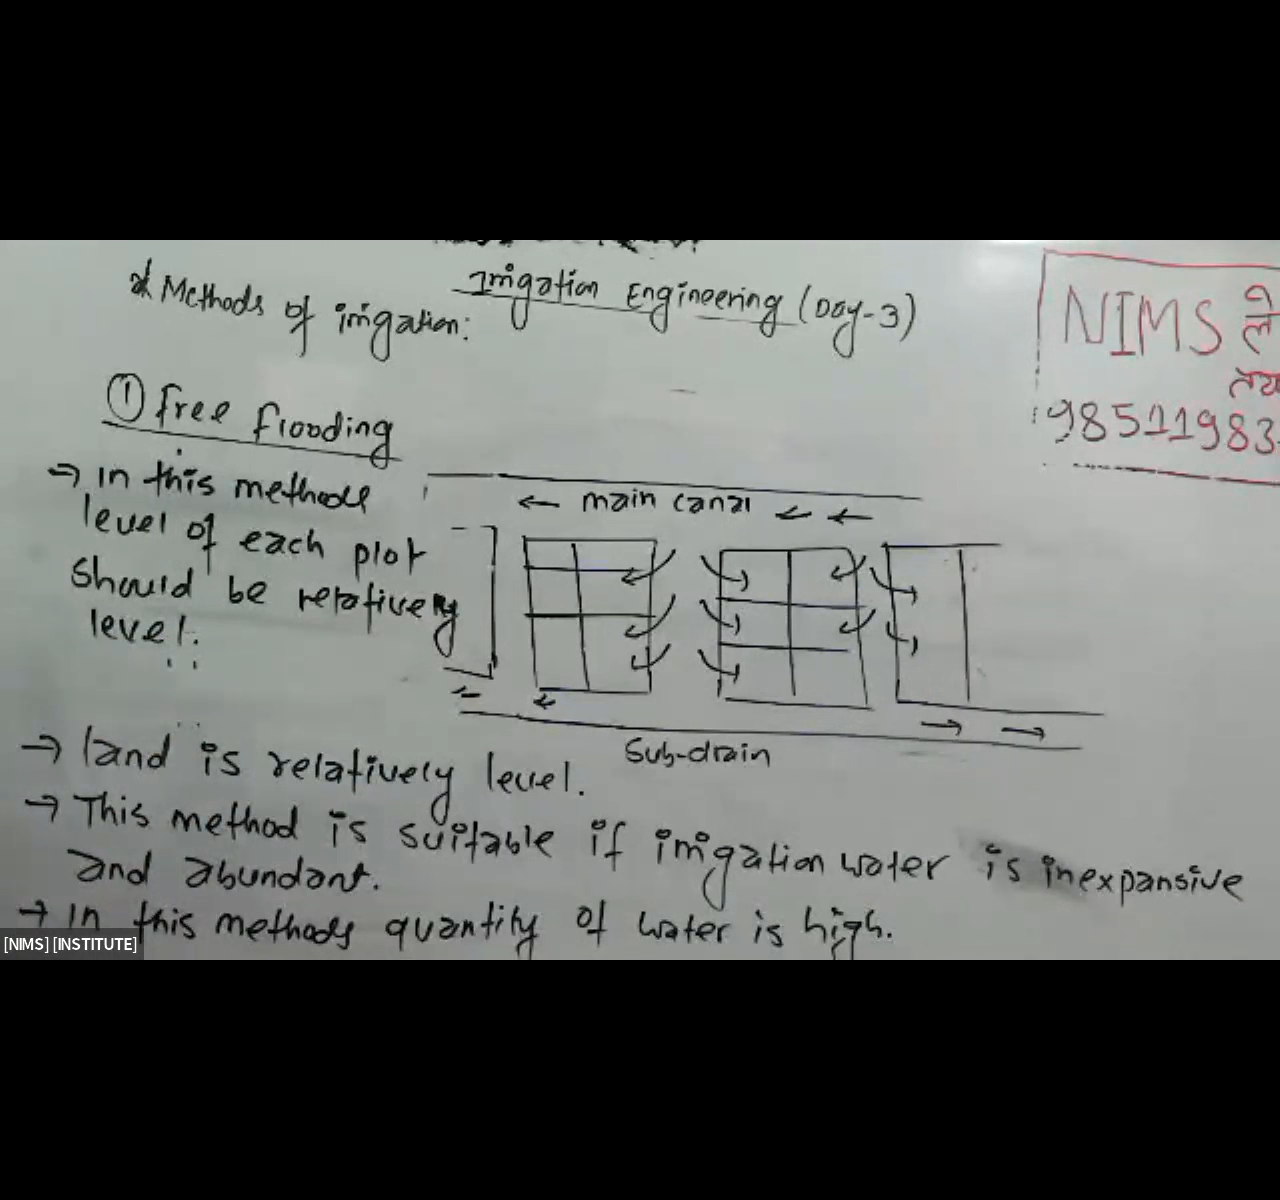 Irrigation Engineering (Day-3)
* Methods of irrigation:
① free flooding
→ in this methods
level of each plot
should be relatively
level.
← main canal ← ←
Sub-drain
→ land is relatively level.
→ This method is suitable if irrigation water is inexpansive
and abundant.
→ In this methods quantity of water is high.
NIMS
98511983
[NIMS] [INSTITUTE]